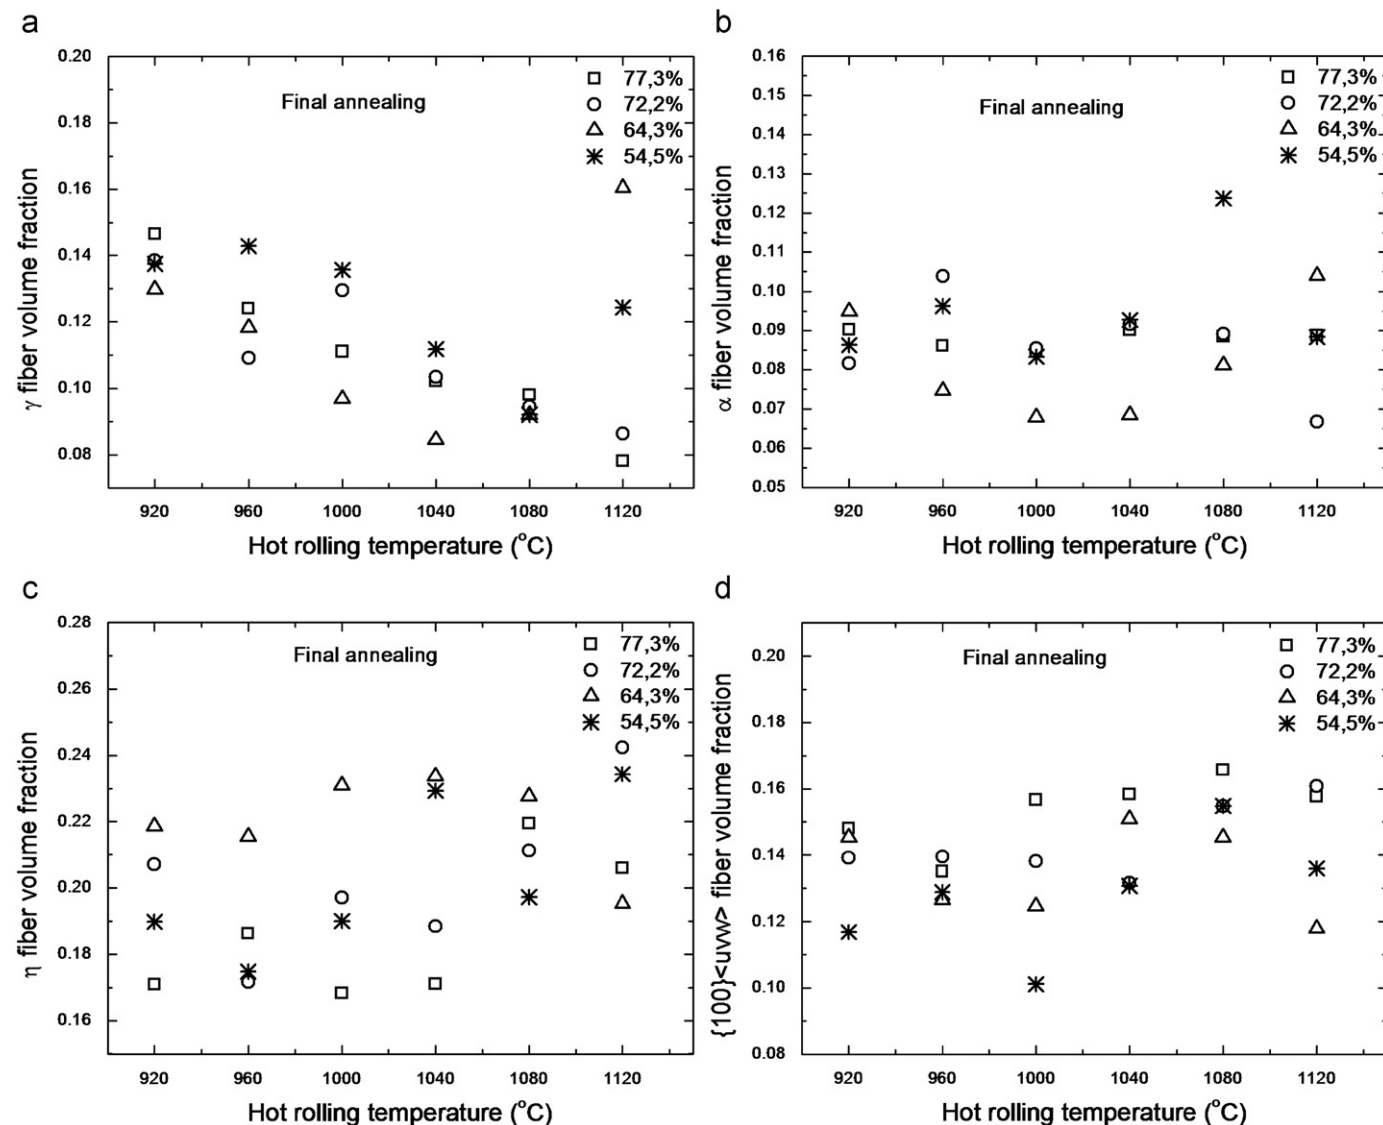 a
0.20
0.18
0.16
0.14
0.12
0.10
0.08
γ fiber volume fraction
Final annealing
77,3%
72,2%
64,3%
54,5%
920 960 1000 1040 1080 1120
Hot rolling temperature (°C)
b
0.16
0.15
0.14
0.13
0.12
0.11
0.10
0.09
0.08
0.07
0.06
0.05
α fiber volume fraction
Final annealing
77,3%
72,2%
64,3%
54,5%
920 960 1000 1040 1080 1120
Hot rolling temperature (°C)
c
0.28
0.26
0.24
0.22
0.20
0.18
0.16
η fiber volume fraction
Final annealing
77,3%
72,2%
64,3%
54,5%
920 960 1000 1040 1080 1120
Hot rolling temperature (°C)
d
0.20
0.18
0.16
0.14
0.12
0.10
0.08
{100}<uvw> fiber volume fraction
Final annealing
77,3%
72,2%
64,3%
54,5%
920 960 1000 1040 1080 1120
Hot rolling temperature (°C)